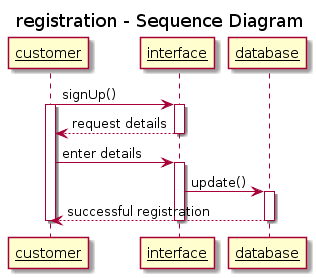 registration - Sequence Diagram
customer interface database
signUp()
request details
enter details
update()
successful registration
customer interface database